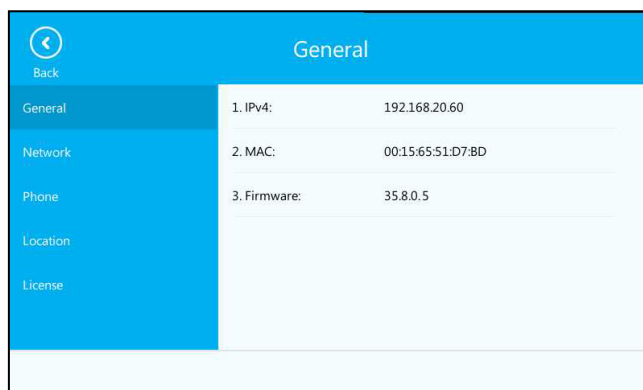 General
Back
General
Network
Phone
Location
License
1. IPv4: 192.168.20.60
2. MAC: 00:15:65:51:D7:BD
3. Firmware: 35.8.0.5